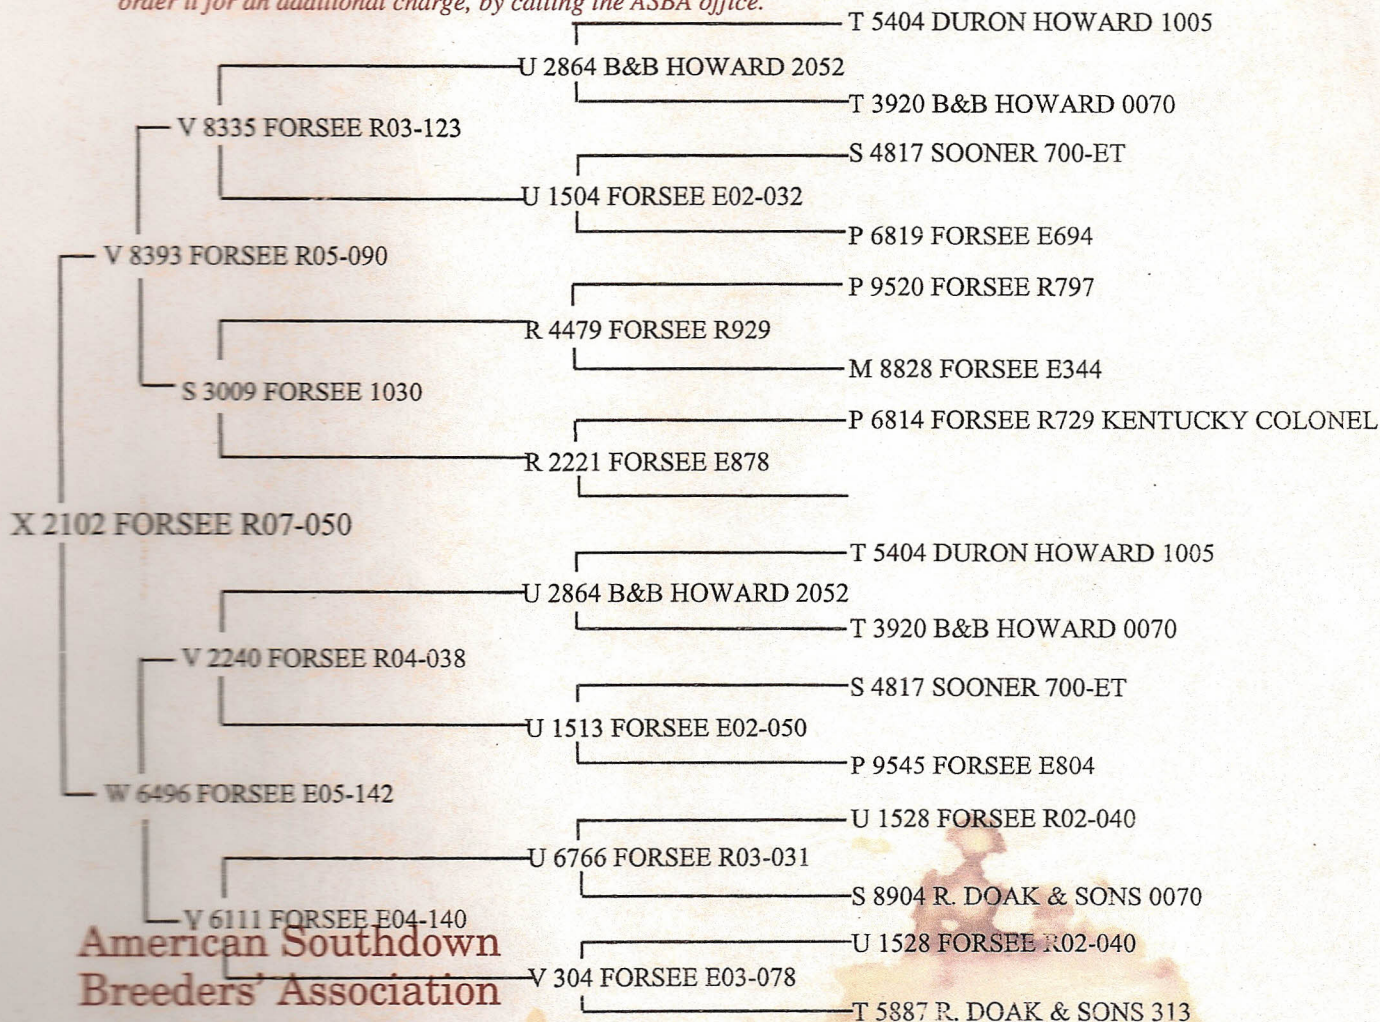 order it for an additional charge, by calling the ASBA office.
T 5404 DURON HOWARD 1005
U 2864 B&B HOWARD 2052
T 3920 B&B HOWARD 0070
V 8335 FORSEE R03-123
S 4817 SOONER 700-ET
U 1504 FORSEE E02-032
P 6819 FORSEE E694
V 8393 FORSEE R05-090
P 9520 FORSEE R797
R 4479 FORSEE R929
M 8828 FORSEE E344
S 3009 FORSEE 1030
P 6814 FORSEE R729 KENTUCKY COLONEL
R 2221 FORSEE E878
X 2102 FORSEE R07-050
T 5404 DURON HOWARD 1005
U 2864 B&B HOWARD 2052
T 3920 B&B HOWARD 0070
V 2240 FORSEE R04-038
S 4817 SOONER 700-ET
U 1513 FORSEE E02-050
P 9545 FORSEE E804
W 6496 FORSEE E05-142
U 1528 FORSEE R02-040
U 6766 FORSEE R03-031
S 8904 R. DOAK & SONS 0070
V 6111 FORSEE E04-140
U 1528 FORSEE R02-040
V 304 FORSEE E03-078
T 5887 R. DOAK & SONS 313
American Southdown
Breeders' Association